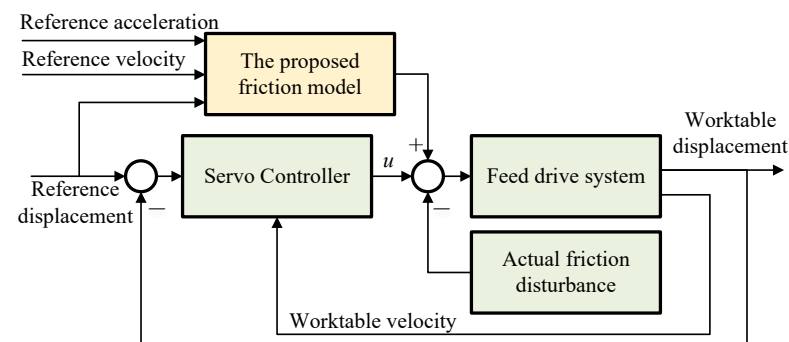 Reference acceleration
Reference velocity
The proposed
friction model
Worktable
displacement
+
u
Servo Controller
Feed drive system
Reference
displacement
—
—
Actual friction
disturbance
Worktable velocity